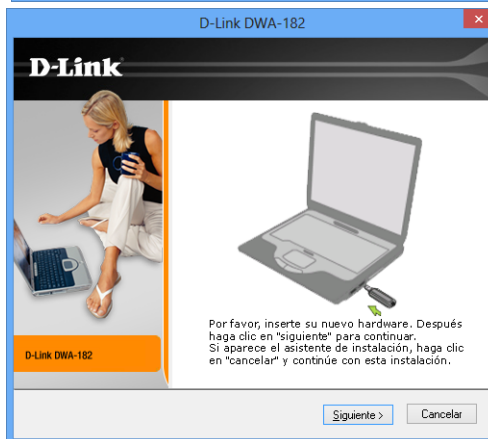 D-Link DWA-182
D-Link
Por favor, inserte su nuevo hardware. Después
haga clic en "siguiente" para continuar.
Si aparece el asistente de instalación, haga clic
en "cancelar" y continúe con esta instalación.
D-Link DWA-182
Siguiente >
Cancelar